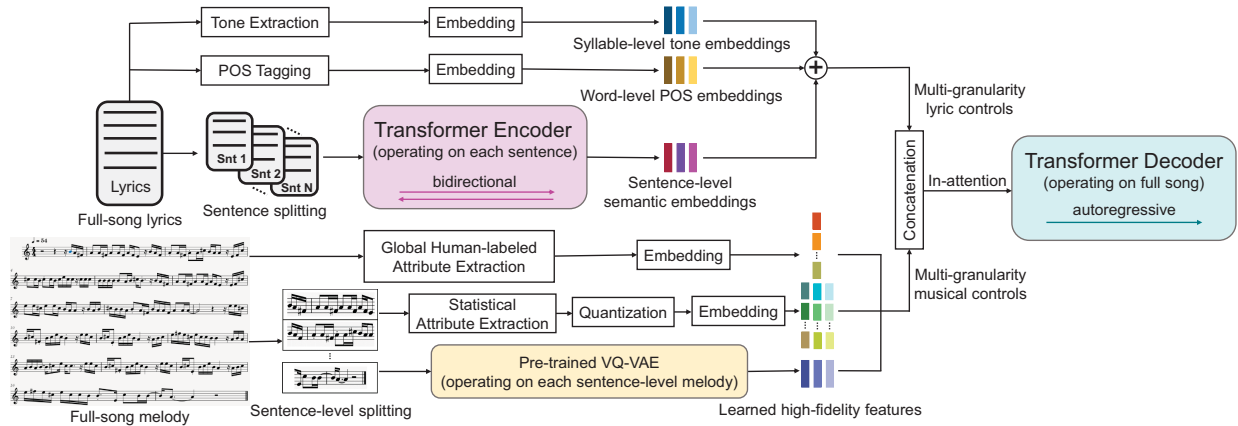 Tone Extraction
Embedding
Syllable-level tone embeddings
POS Tagging
Embedding
Word-level POS embeddings
Multi-granularity
lyric controls
Lyrics
Full-song lyrics
Snt 1
Snt 2
Snt N
Sentence splitting
Transformer Encoder
(operating on each sentence)
bidirectional
Sentence-level
semantic embeddings
Concatenation
In-attention
Transformer Decoder
(operating on full song)
autoregressive
Global Human-labeled
Attribute Extraction
Embedding
Multi-granularity
musical controls
Statistical
Attribute Extraction
Quantization
Embedding
Pre-trained VQ-VAE
(operating on each sentence-level melody)
Full-song melody
Sentence-level splitting
Learned high-fidelity features